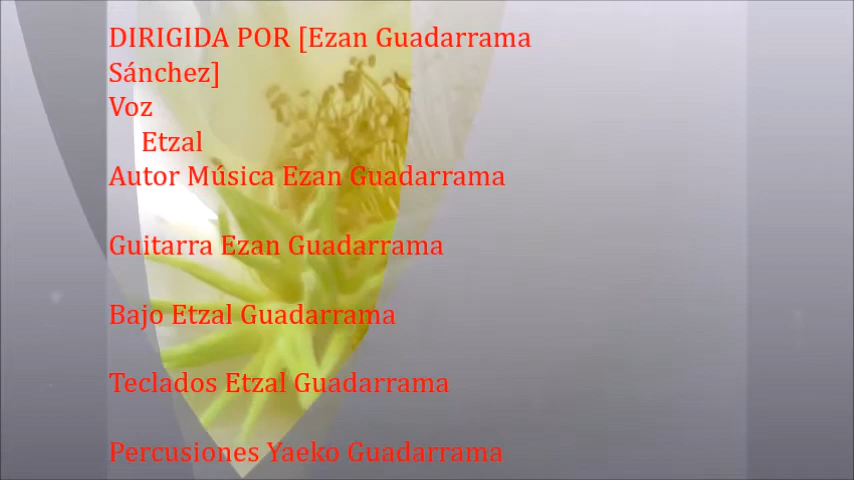 DIRIGIDA POR [Ezan Guadarrama
Sánchez]
Voz
Etzal
Autor Música Ezan Guadarrama
Guitarra Ezan Guadarrama
Bajo Etzal Guadarrama
Teclados Etzal Guadarrama
Percusiones Yaeko Guadarrama